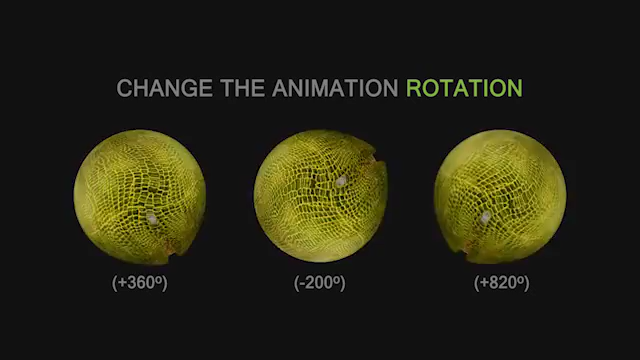 CHANGE THE ANIMATION ROTATION
(+360º)
(-200º)
(+820º)